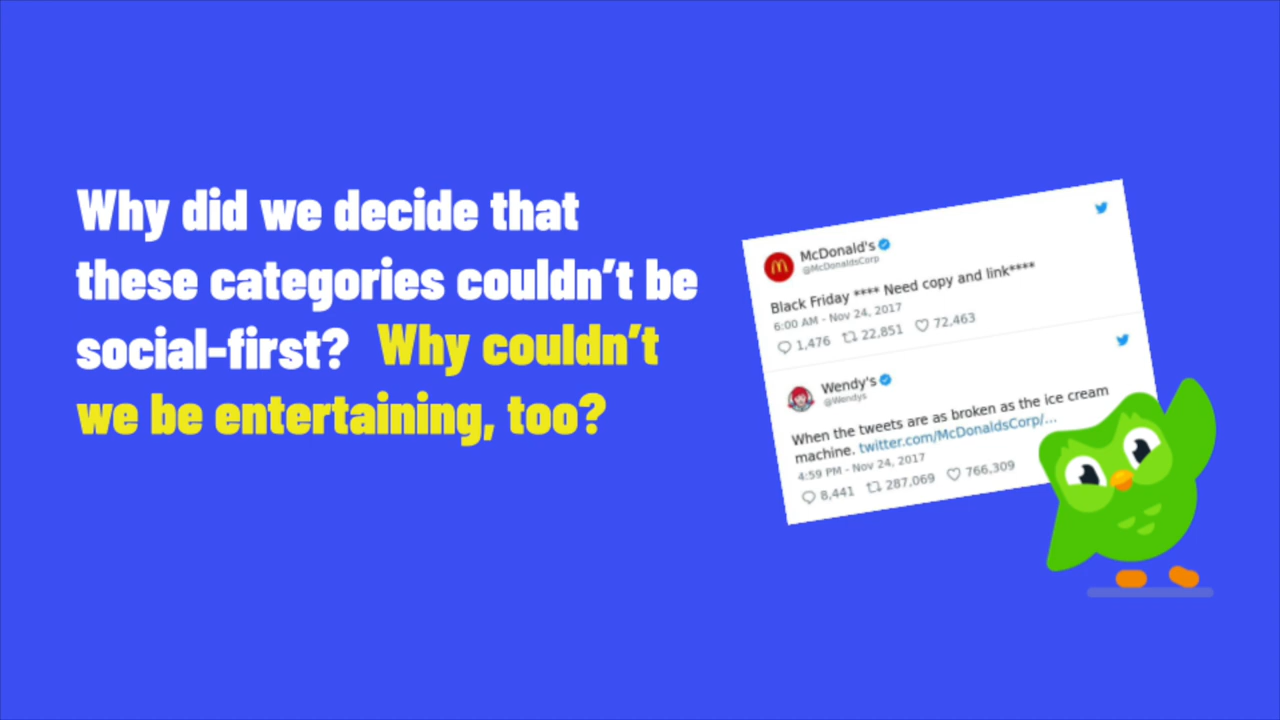 Why did we decide that
these categories couldn't be
social-first? Why couldn't
we be entertaining, too?
McDonald's
@McDonaldsCorp
Black Friday **** Need copy and link****
6:00 AM - Nov 24, 2017
1,476 22,851 72,463
Wendy's
@Wendys
When the tweets are as broken as the ice cream
machine. twitter.com/McDonaldsCorp/...
4:59 PM - Nov 24, 2017
8,441 287,069 766,309